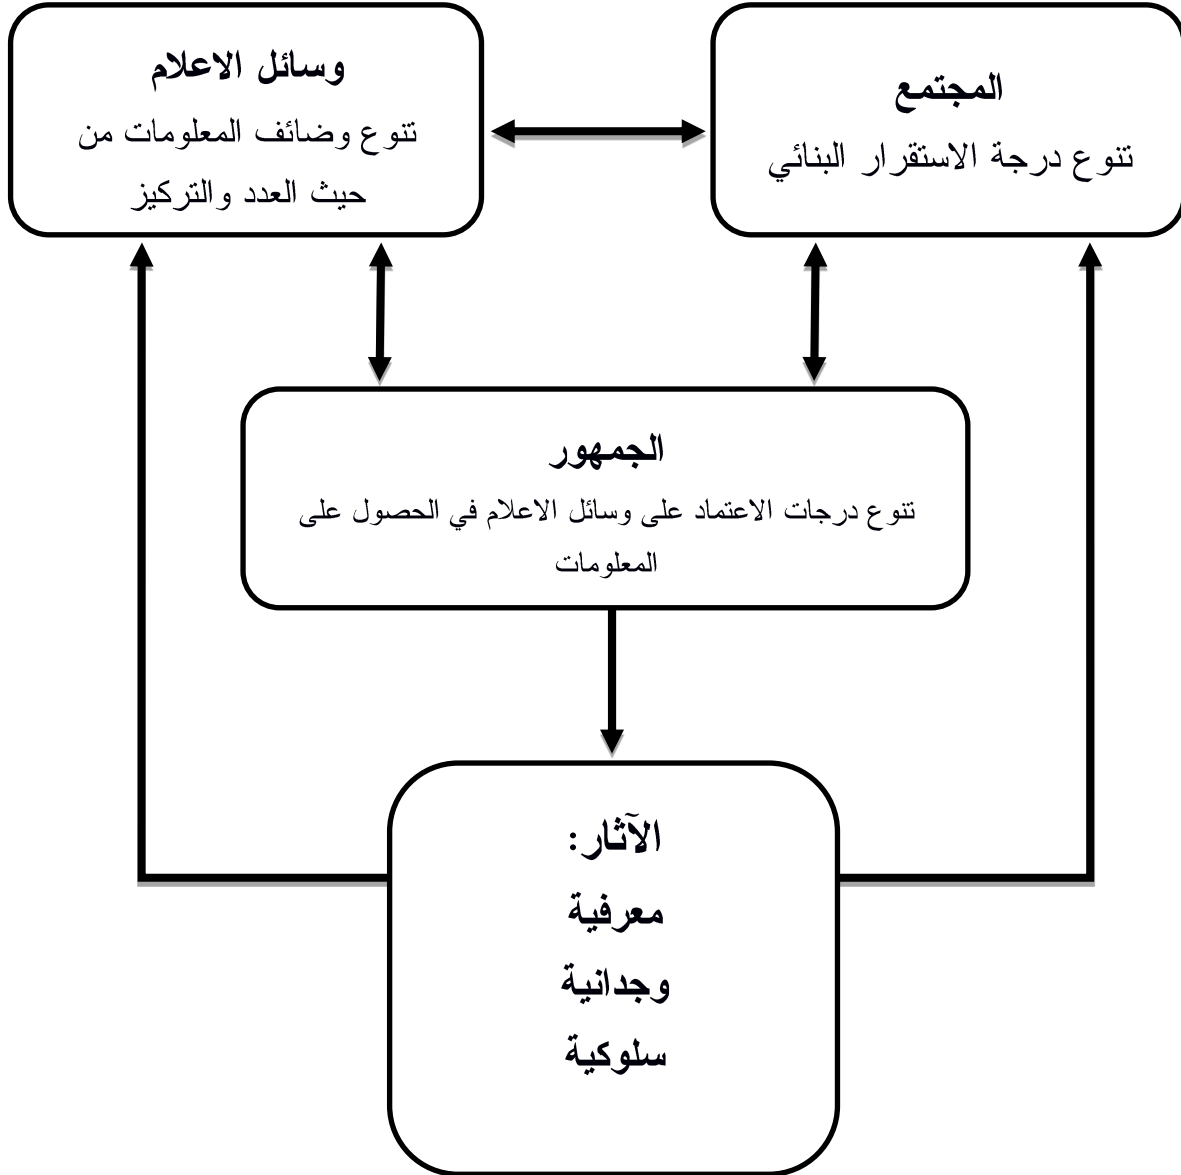 المجتمع
تنوع درجة الاستقرار البنائي
وسائل الاعلام
تنوع وضائف المعلومات من
حيث العدد والتركيز
الجمهور
تنوع درجات الاعتماد على وسائل الاعلام في الحصول على
المعلومات
الآثار:
معرفية
وجدانية
سلوكية